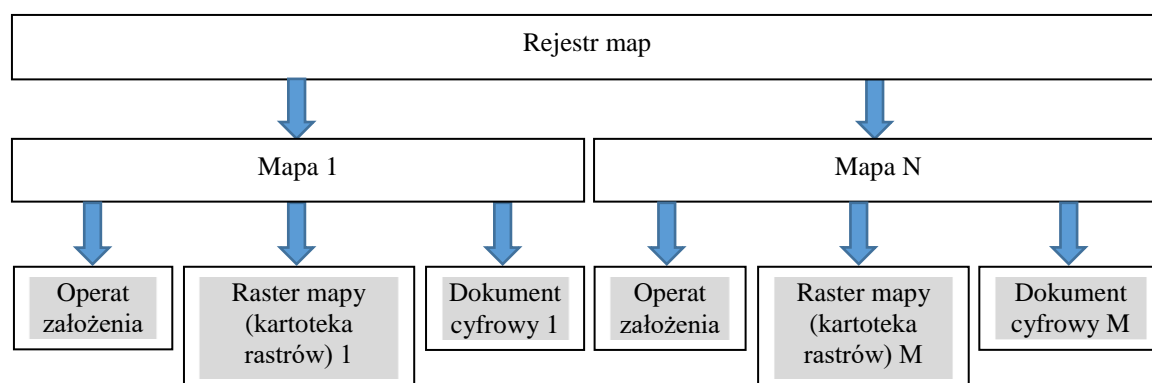 Rejestr map
Mapa 1
Mapa N
Operat
założenia
Raster mapy
(kartoteka
rastrów) 1
Dokument
cyfrowy 1
Operat
założenia
Raster mapy
(kartoteka
rastrów) M
Dokument
cyfrowy M